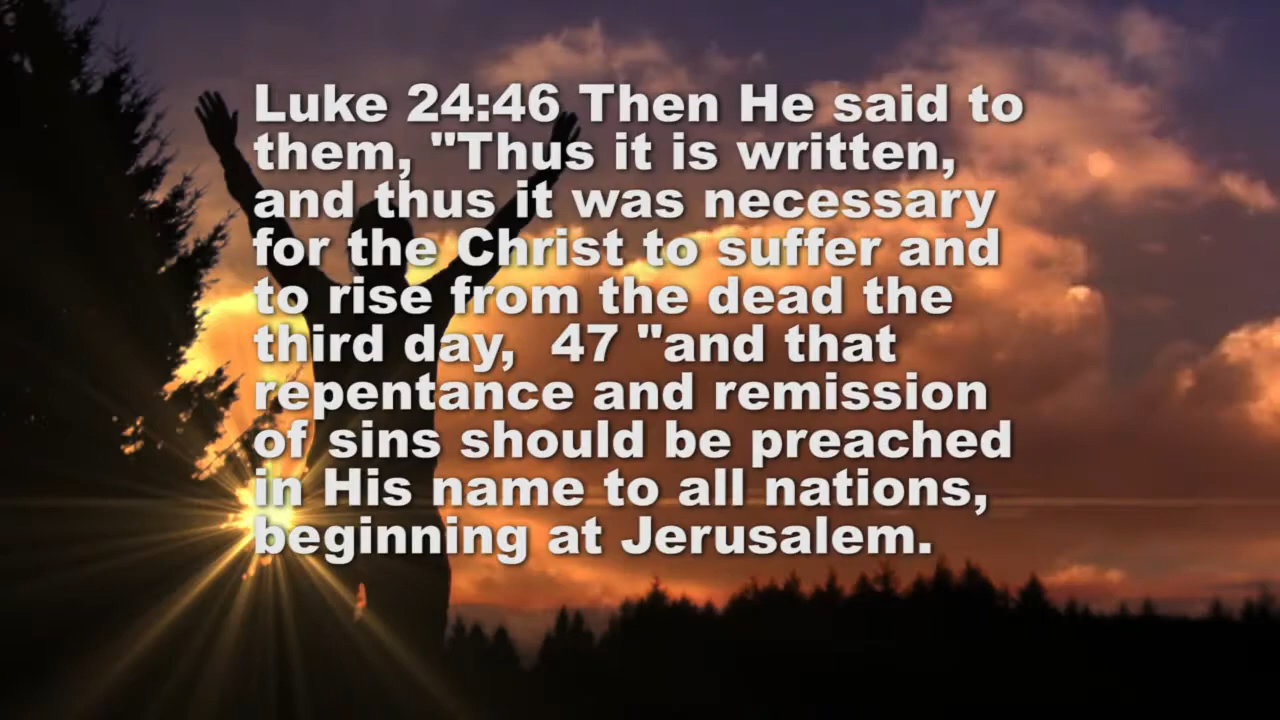 Luke 24:46 Then He said to
them, "Thus it is written,
and thus it was necessary
for the Christ to suffer and
to rise from the dead the
third day,  47 "and that
repentance and remission
of sins should be preached
in His name to all nations,
beginning at Jerusalem.